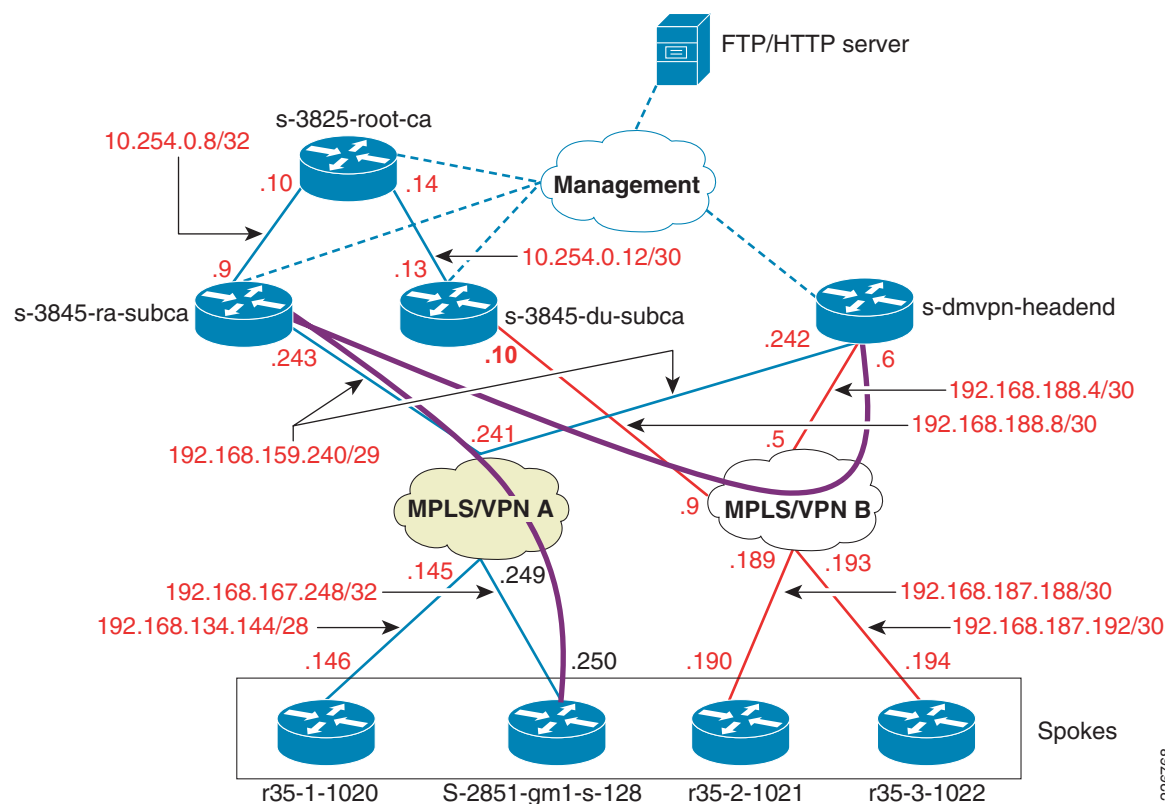 FTP/HTTP server
s-3825-root-ca
10.254.0.8/32
.10
.14
Management
.9
.13
10.254.0.12/30
s-3845-ra-subca
s-3845-du-subca
s-dmvpn-headend
.243
.10
.242
.6
192.168.188.4/30
192.168.188.8/30
192.168.159.240/29
.241
.5
MPLS/VPN A
.9
MPLS/VPN B
.145
.249
.189
.193
192.168.167.248/32
192.168.187.188/30
192.168.134.144/28
192.168.187.192/30
.146
.250
.190
.194
Spokes
r35-1-1020
S-2851-gm1-s-128
r35-2-1021
r35-3-1022